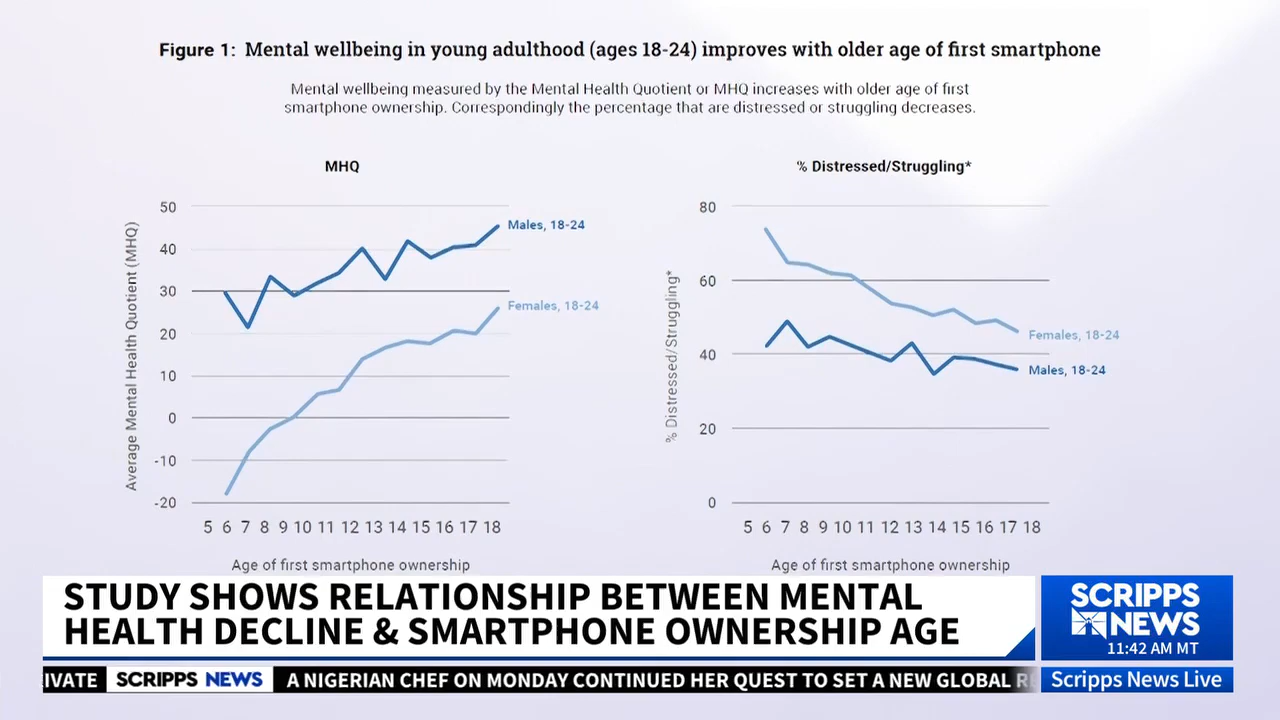 Figure 1: Mental wellbeing in young adulthood (ages 18-24) improves with older age of first smartphone
Mental wellbeing measured by the Mental Health Quotient or MHQ increases with older age of first
smartphone ownership. Correspondingly the percentage that are distressed or struggling decreases.
MHQ
Average Mental Health Quotient (MHQ)
50
40
30
20
10
0
-10
-20
Males, 18-24
Females, 18-24
5 6 7 8 9 10 11 12 13 14 15 16 17 18
Age of first smartphone ownership
% Distressed/Struggling*
% Distressed/Struggling*
80
60
40
20
0
Females, 18-24
Males, 18-24
5 6 7 8 9 10 11 12 13 14 15 16 17 18
Age of first smartphone ownership
STUDY SHOWS RELATIONSHIP BETWEEN MENTAL
HEALTH DECLINE & SMARTPHONE OWNERSHIP AGE
SCRIPPS
NEWS
11:42 AM MT
IVATE SCRIPPS NEWS A NIGERIAN CHEF ON MONDAY CONTINUED HER QUEST TO SET A NEW GLOBAL
Scripps News Live